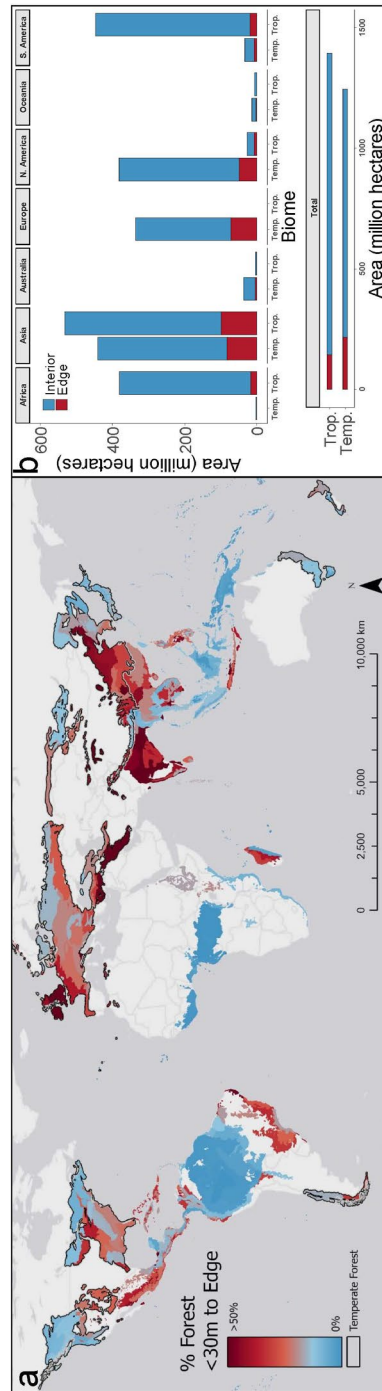 a
% Forest
<30m to Edge
>50%
0%
Temperate Forest
0
2,500
5,000
10,000 km
N
b
Interior
Edge
Area (million hectares)
600
400
200
0
Africa
Asia
Australia
Europe
N. America
Oceania
S. America
Temp. Trop.
Temp. Trop.
Temp. Trop.
Temp. Trop.
Temp. Trop.
Temp. Trop.
Temp. Trop.
Biome
Total
Trop.
Temp.
0
500
1000
1500
Area (million hectares)